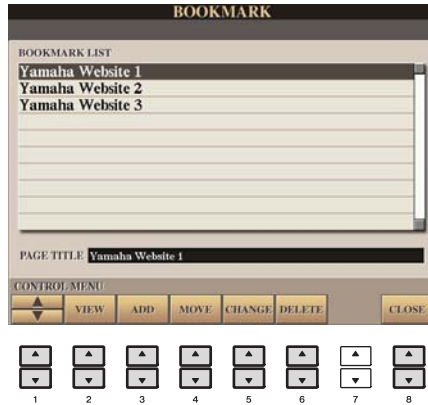 BOOKMARK
BOOKMARK LIST
Yamaha Website 1
Yamaha Website 2
Yamaha Website 3
PAGE TITLE Yamaha Website 1
CONTROL MENU
VIEW ADD MOVE CHANGE DELETE CLOSE
1 2 3 4 5 6 7 8